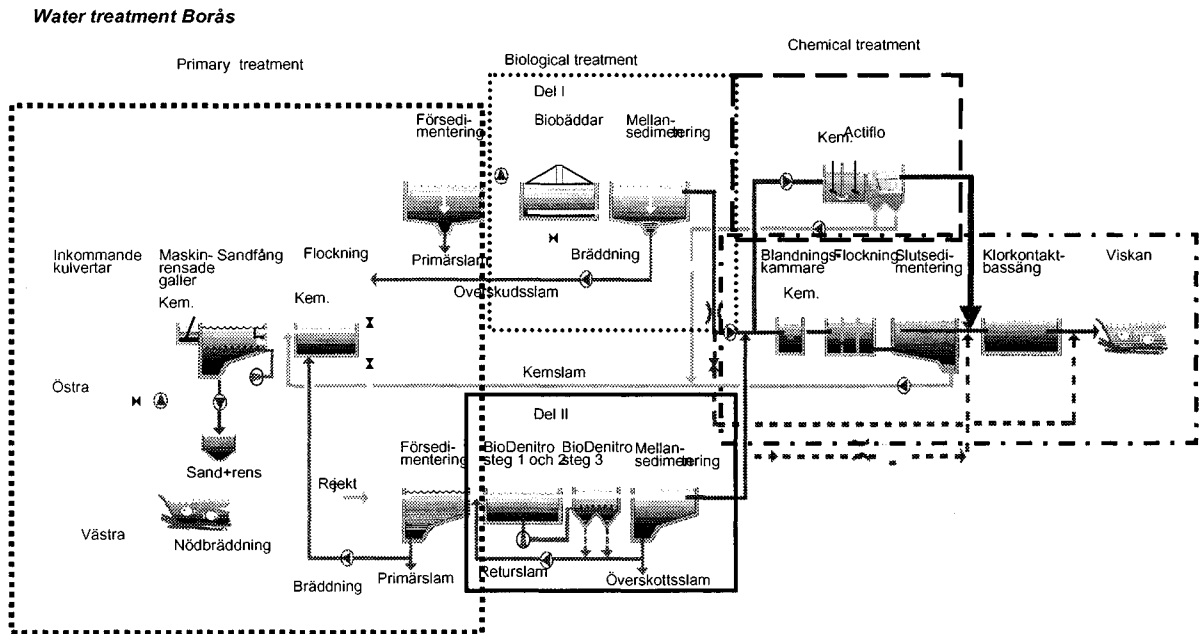 Water treatment Borås
Primary treatment
Biological treatment
Chemical treatment
Del I
Försedi-
mentering
Biobäddar
Mellan-
sedimentering
Kem.
Actiflo
Primärslam
Bräddning
Överskudsslam
Inkommande
kulvertar
Maskin-
rensade
galler
Sandfång
Flockning
Kem.
Kem.
Blandnings-
kammare
Flockning
Slutsedi-
mentering
Klorkontakt-
bassäng
Viskan
Kem.
Kemslam
Östra
Sand+rens
Västra
Nödbräddning
Rejekt
Del II
Försedi-
mentering
BioDenitro
steg 1 och 2
BioDenitro
steg 3
Mellan-
sedimentering
Bräddning
Primärslam
Returslam
Överskottsslam